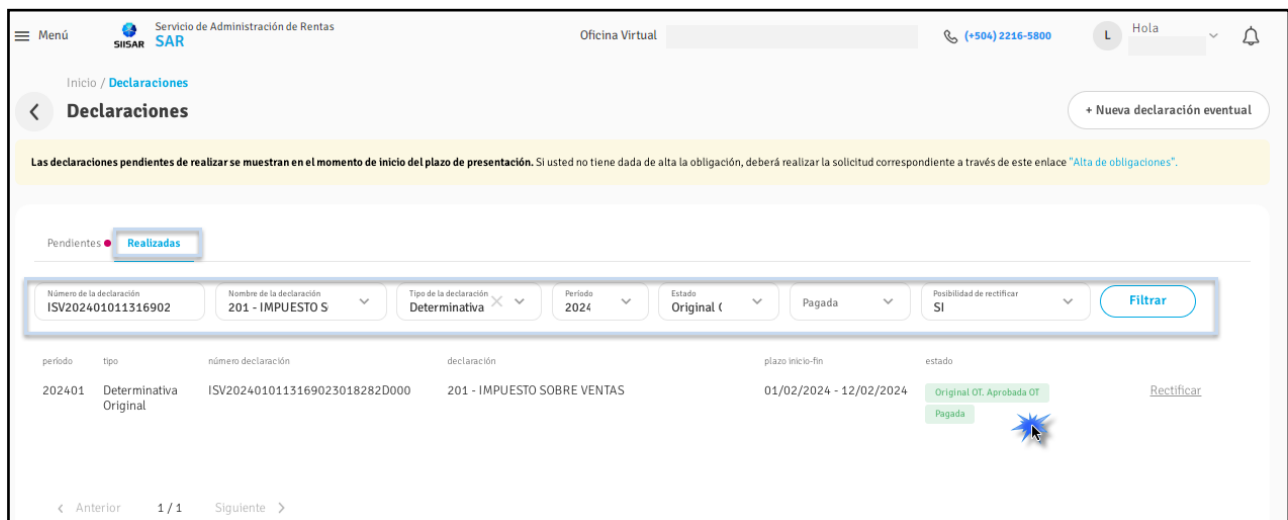 Menú
SIISAR
Servicio de Administración de Rentas
SAR
Oficina Virtual
(+504) 2216-5800
L
Hola
Inicio / Declaraciones
Declaraciones
+ Nueva declaración eventual
Las declaraciones pendientes de realizar se muestran en el momento de inicio del plazo de presentación. Si usted no tiene dada de alta la obligación, deberá realizar la solicitud correspondiente a través de este enlace "Alta de obligaciones".
Pendientes Realizadas
Número de la declaración Nombre de la declaración Tipo de la declaración Período Estado Posibilidad de rectificar
ISV202401011316902 201 - IMPUESTO S Determinativa 2024 Original ( Pagada SI Filtrar
período tipo número declaración declaración plazo inicio-fin estado
202401 Determinativa ISV2024010113169023018282D000 201 - IMPUESTO SOBRE VENTAS 01/02/2024 - 12/02/2024 Original OT. Aprobada OT Rectificar
Original Pagada
Anterior 1 / 1 Siguiente